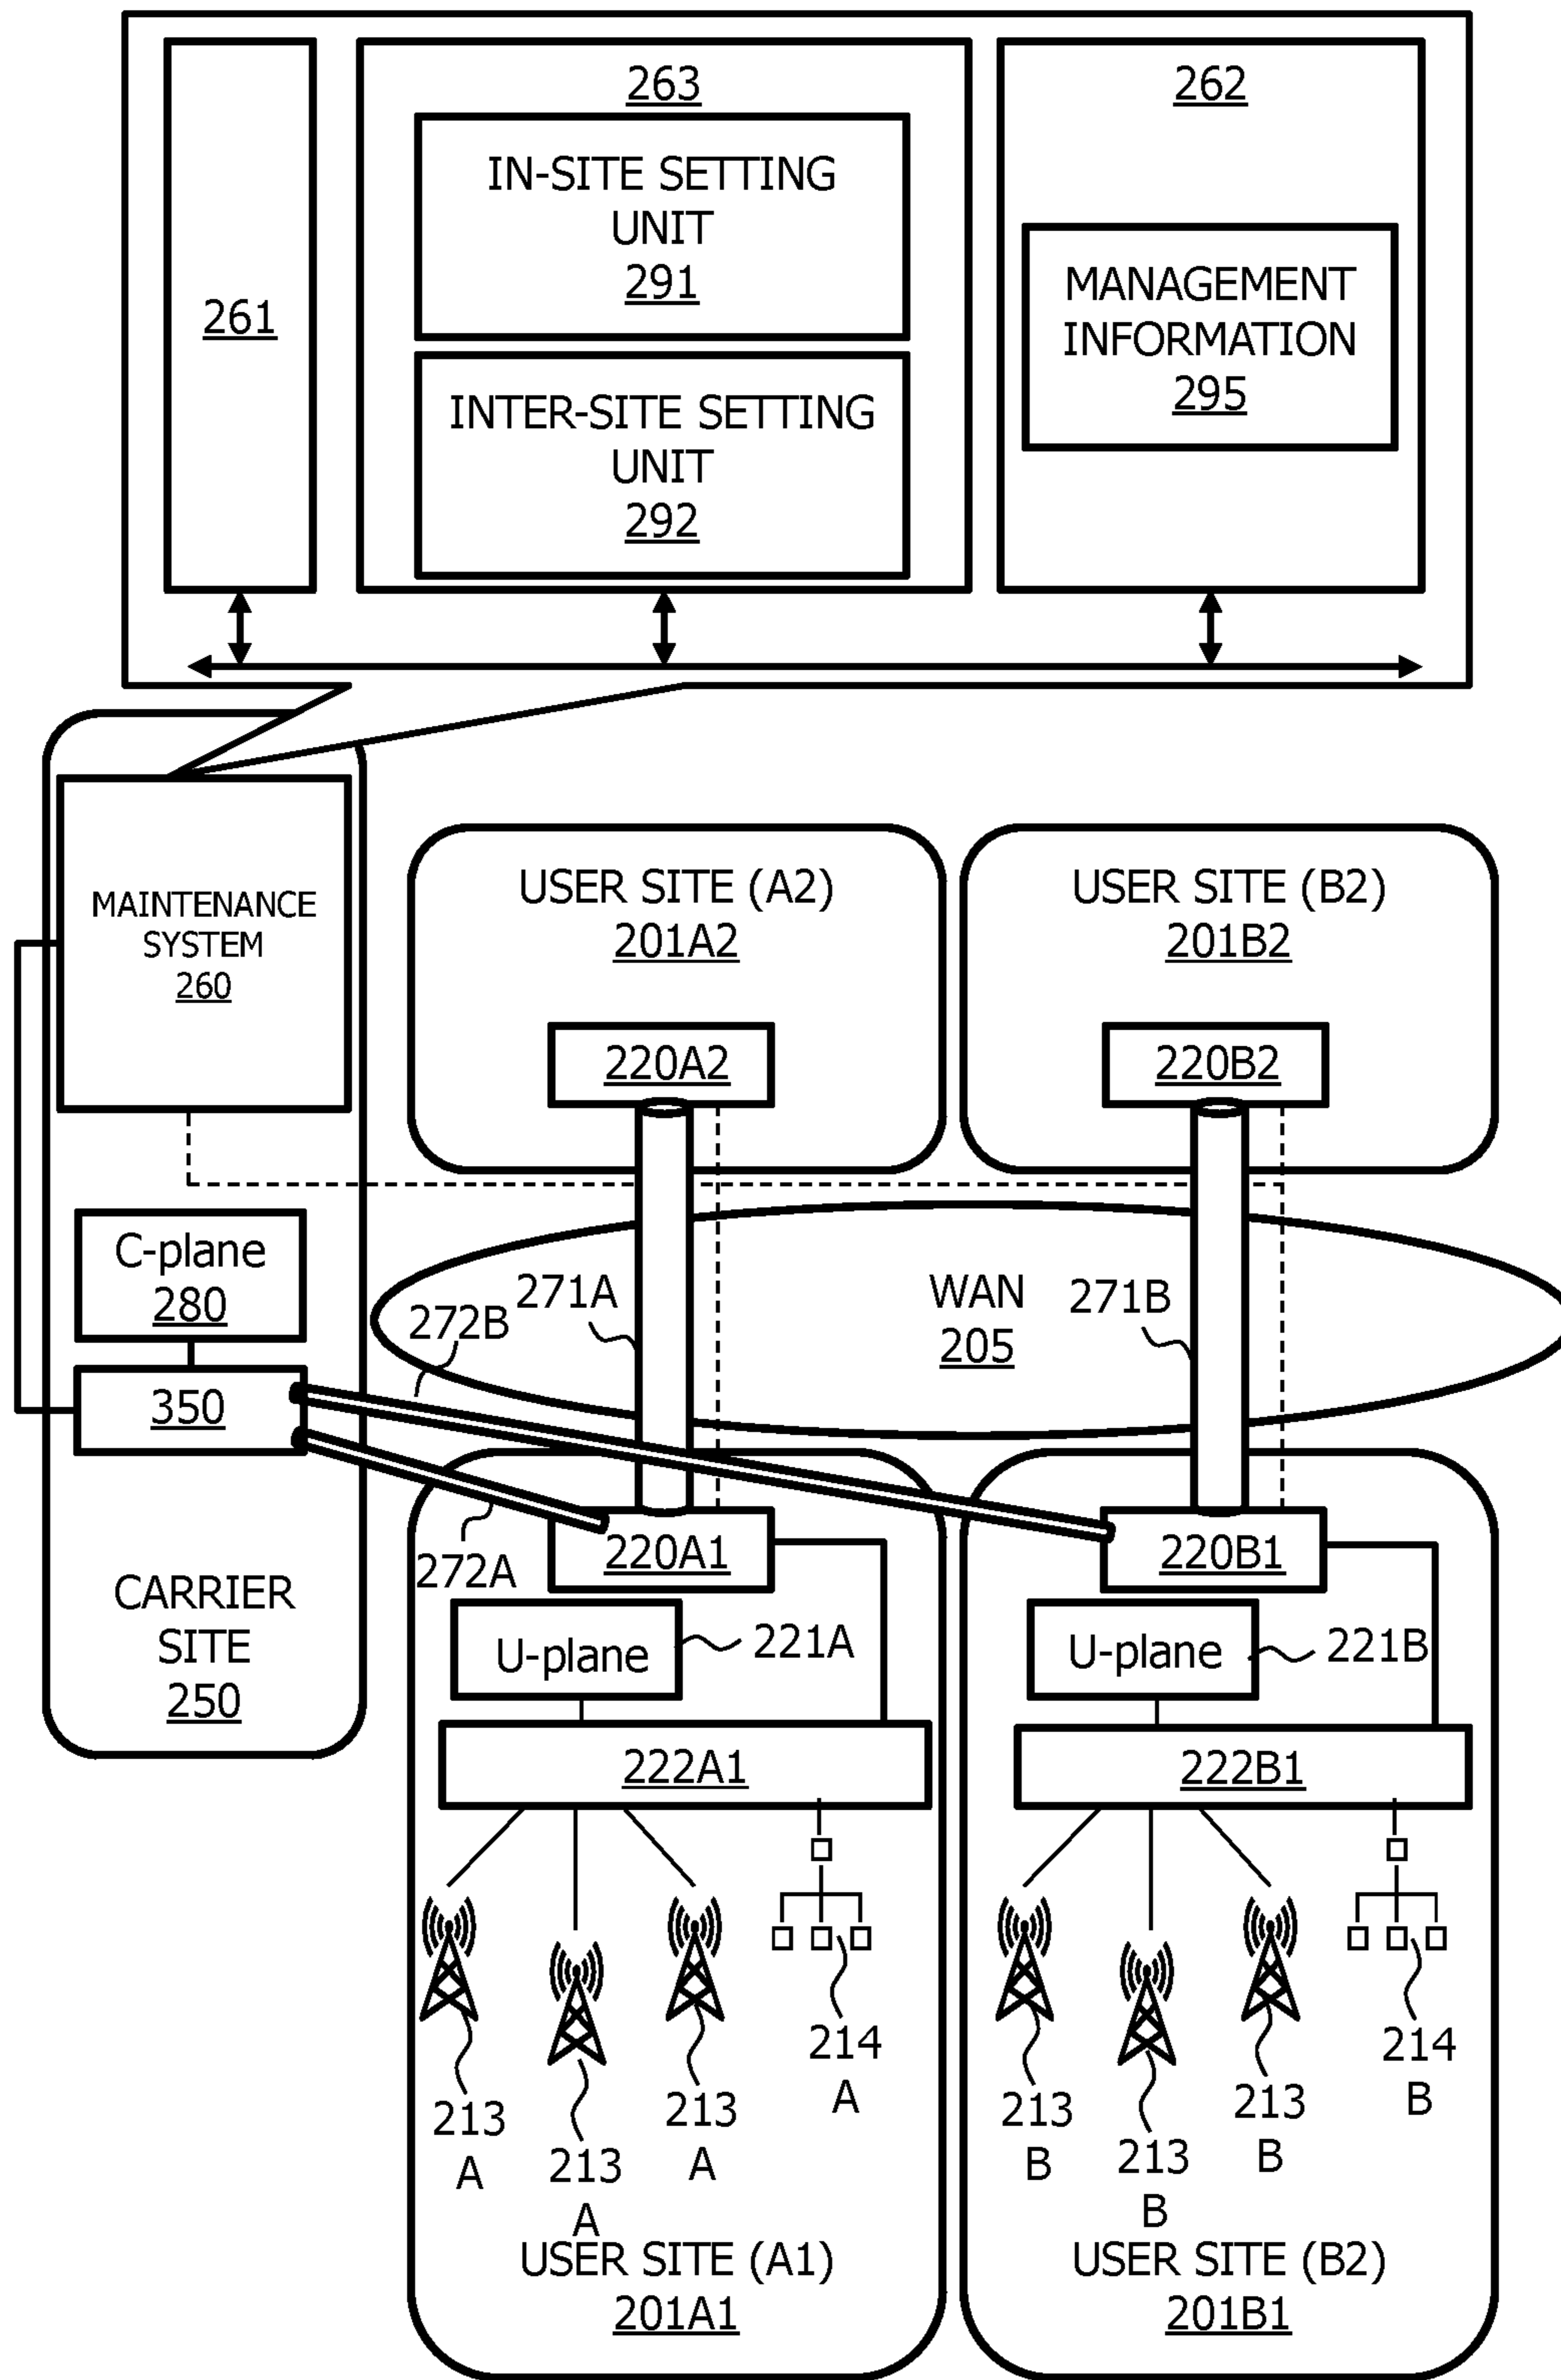 263
262
IN-SITE SETTING
UNIT
291
261
MANAGEMENT
INFORMATION
295
INTER-SITE SETTING
UNIT
292
MAINTENANCE
SYSTEM
260
USER SITE (A2)
201A2
USER SITE (B2)
201B2
220A2
220B2
C-plane
280
272B
271A
WAN
205
271B
350
272A
220A1
220B1
CARRIER
SITE
250
U-plane
221A
U-plane
221B
222A1
222B1
213
A
213
A
213
A
214
A
213
B
213
B
213
B
214
B
USER SITE (A1)
201A1
USER SITE (B2)
201B1